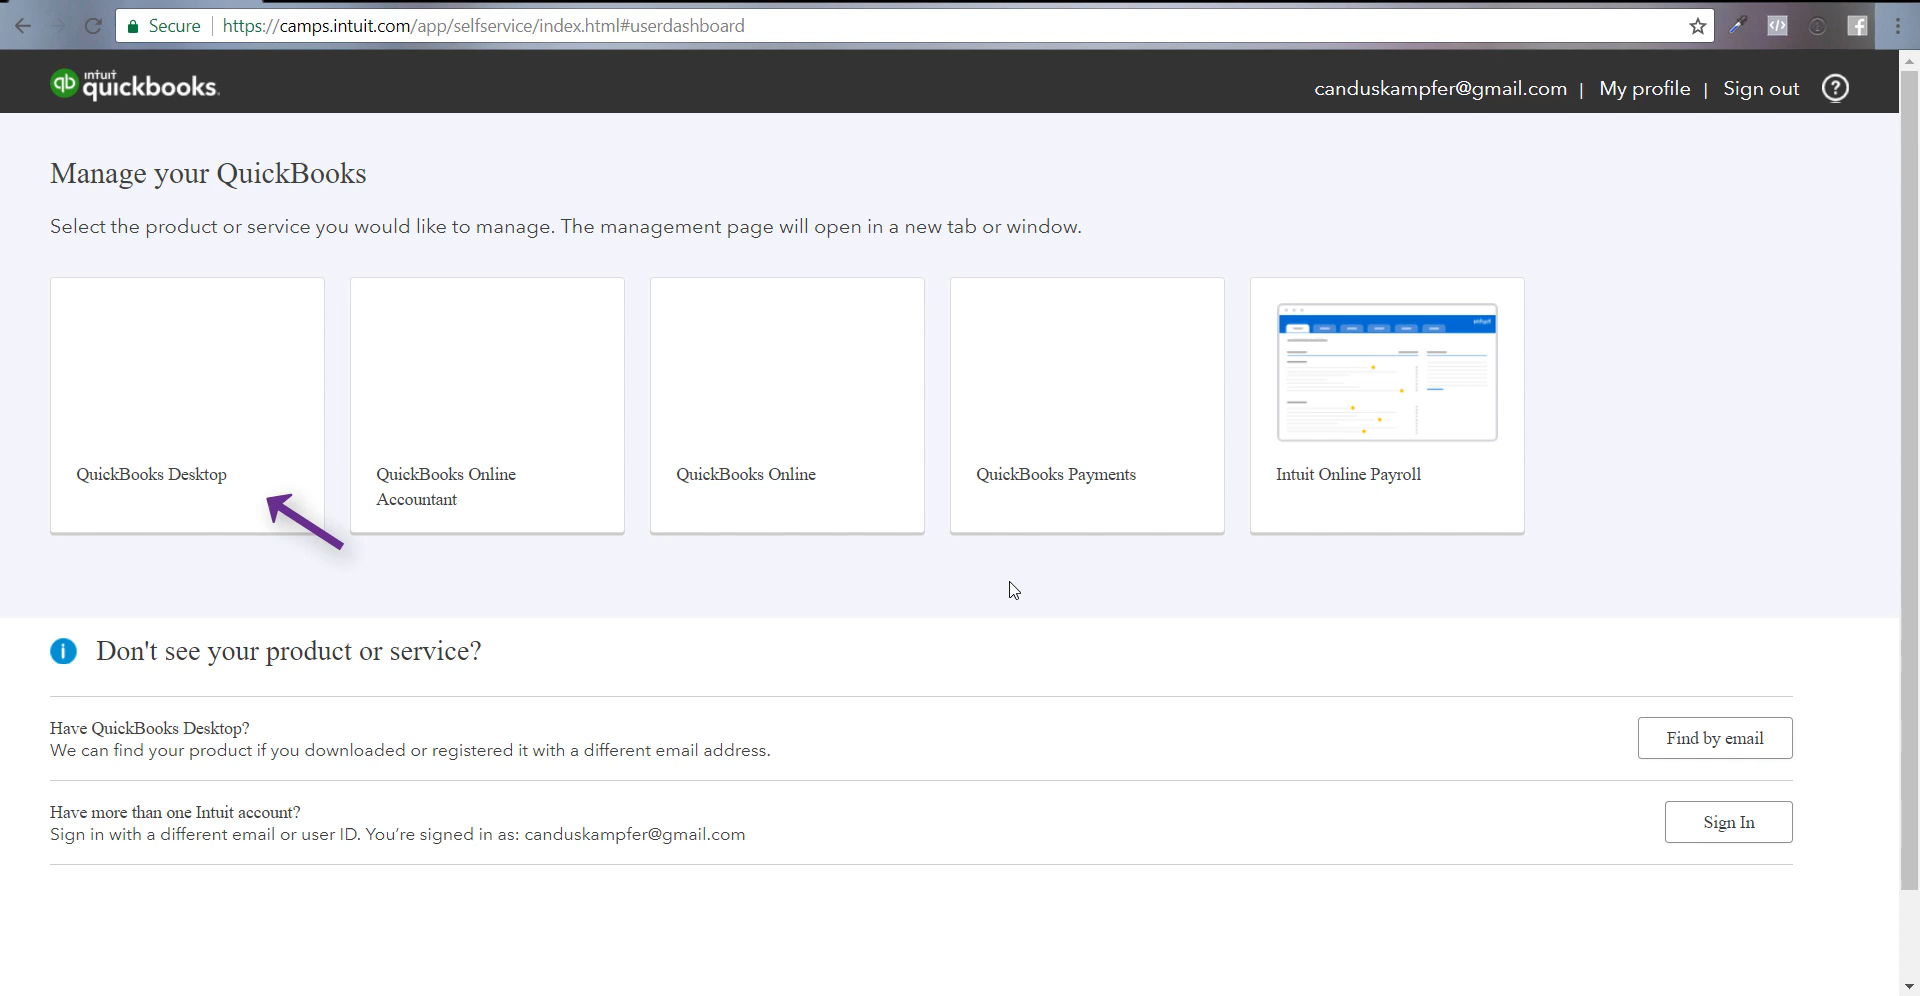 Secure
https://camps.intuit.com/app/selfservice/index.html#userdashboard
intuit
quickbooks.
canduskampfer@gmail.com | My profile | Sign out
Manage your QuickBooks
Select the product or service you would like to manage. The management page will open in a new tab or window.
QuickBooks Desktop
QuickBooks Online
Accountant
QuickBooks Online
QuickBooks Payments
intuit
Intuit Online Payroll
Don't see your product or service?
Have QuickBooks Desktop?
We can find your product if you downloaded or registered it with a different email address.
Find by email
Have more than one Intuit account?
Sign in with a different email or user ID. You're signed in as: canduskampfer@gmail.com
Sign In